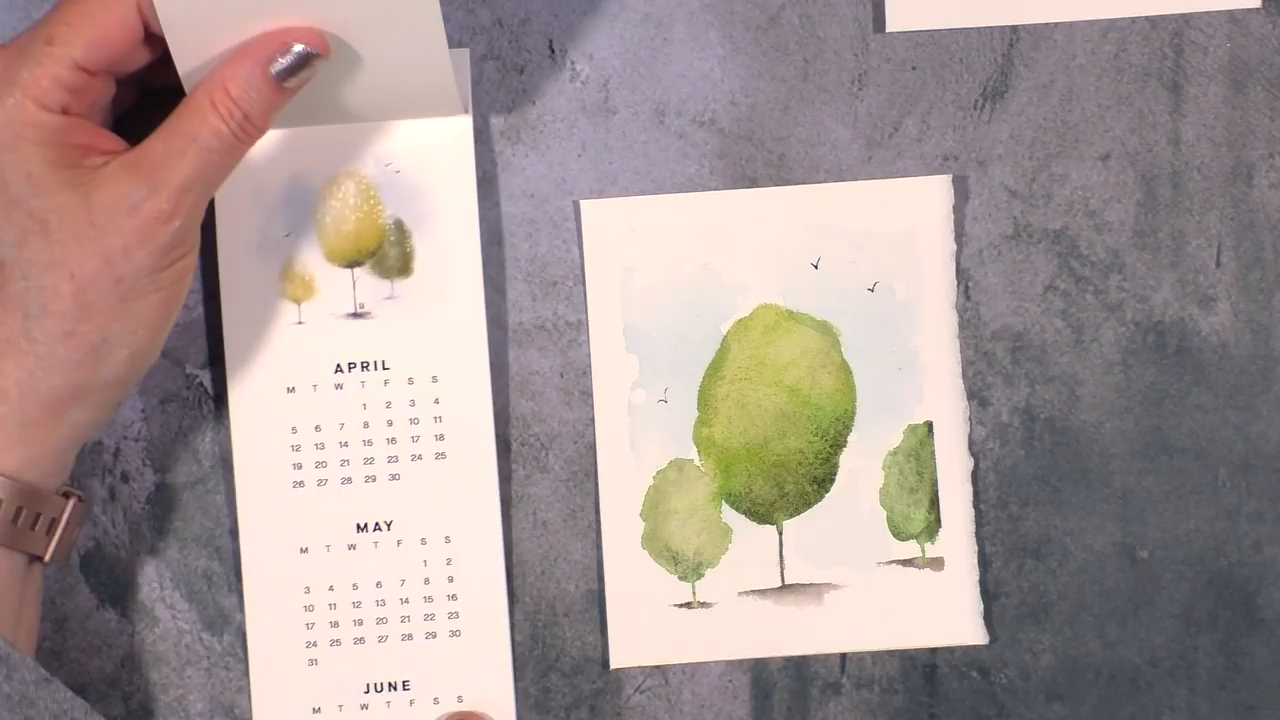 APRIL
M T W T F S S
1 2 3 4
5 6 7 8 9 10 11
12 13 14 15 16 17 18
19 20 21 22 23 24 25
26 27 28 29 30
MAY
M T W T F S S
1 2
3 4 5 6 7 8 9
10 11 12 13 14 15 16
17 18 19 20 21 22 23
24 25 26 27 28 29 30
31
JUNE
M T W T F S S